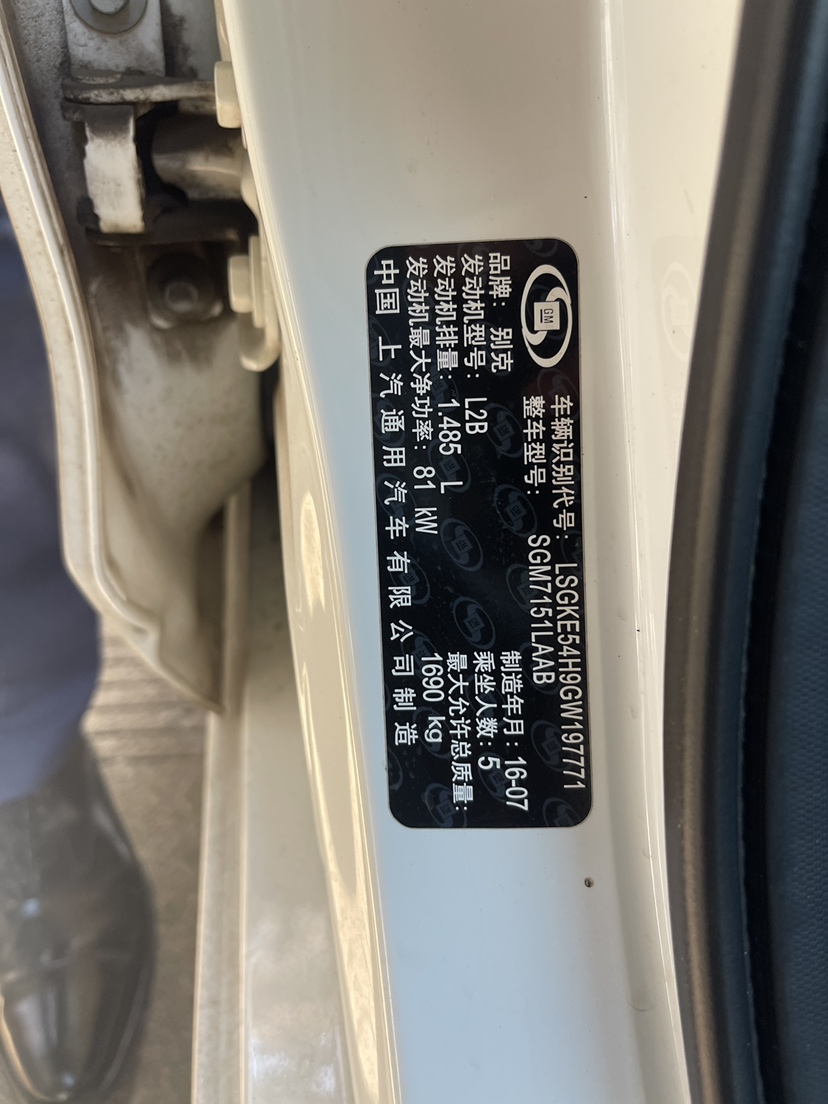 GM
车辆识别代号: LSGKE54H9GW197771
整车型号: SGM7151LAAB
品牌: 别克 制造年月: 16-07
发动机型号: L2B 乘坐人数: 5
发动机排量: 1.485 L 最大允许总质量:
发动机最大净功率: 81 kW 1690 kg
中国 上汽通用汽车有限公司制造